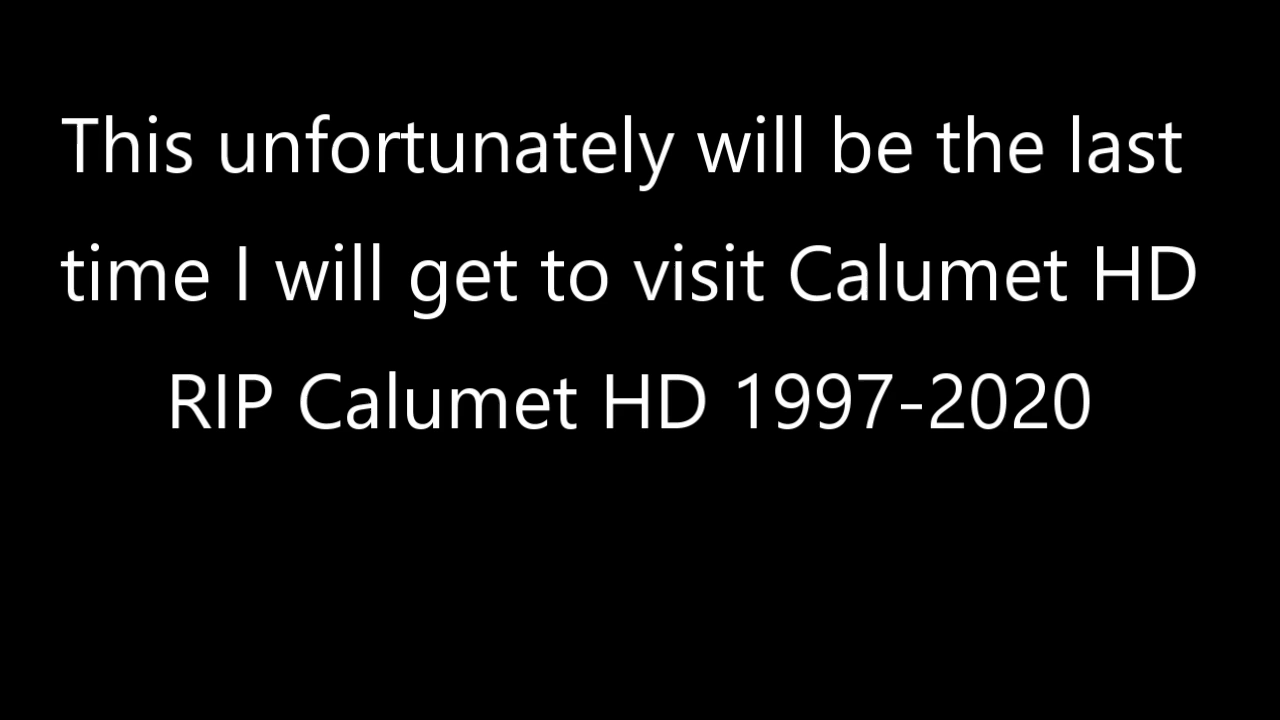 This unfortunately will be the last
time I will get to visit Calumet HD
RIP Calumet HD 1997-2020